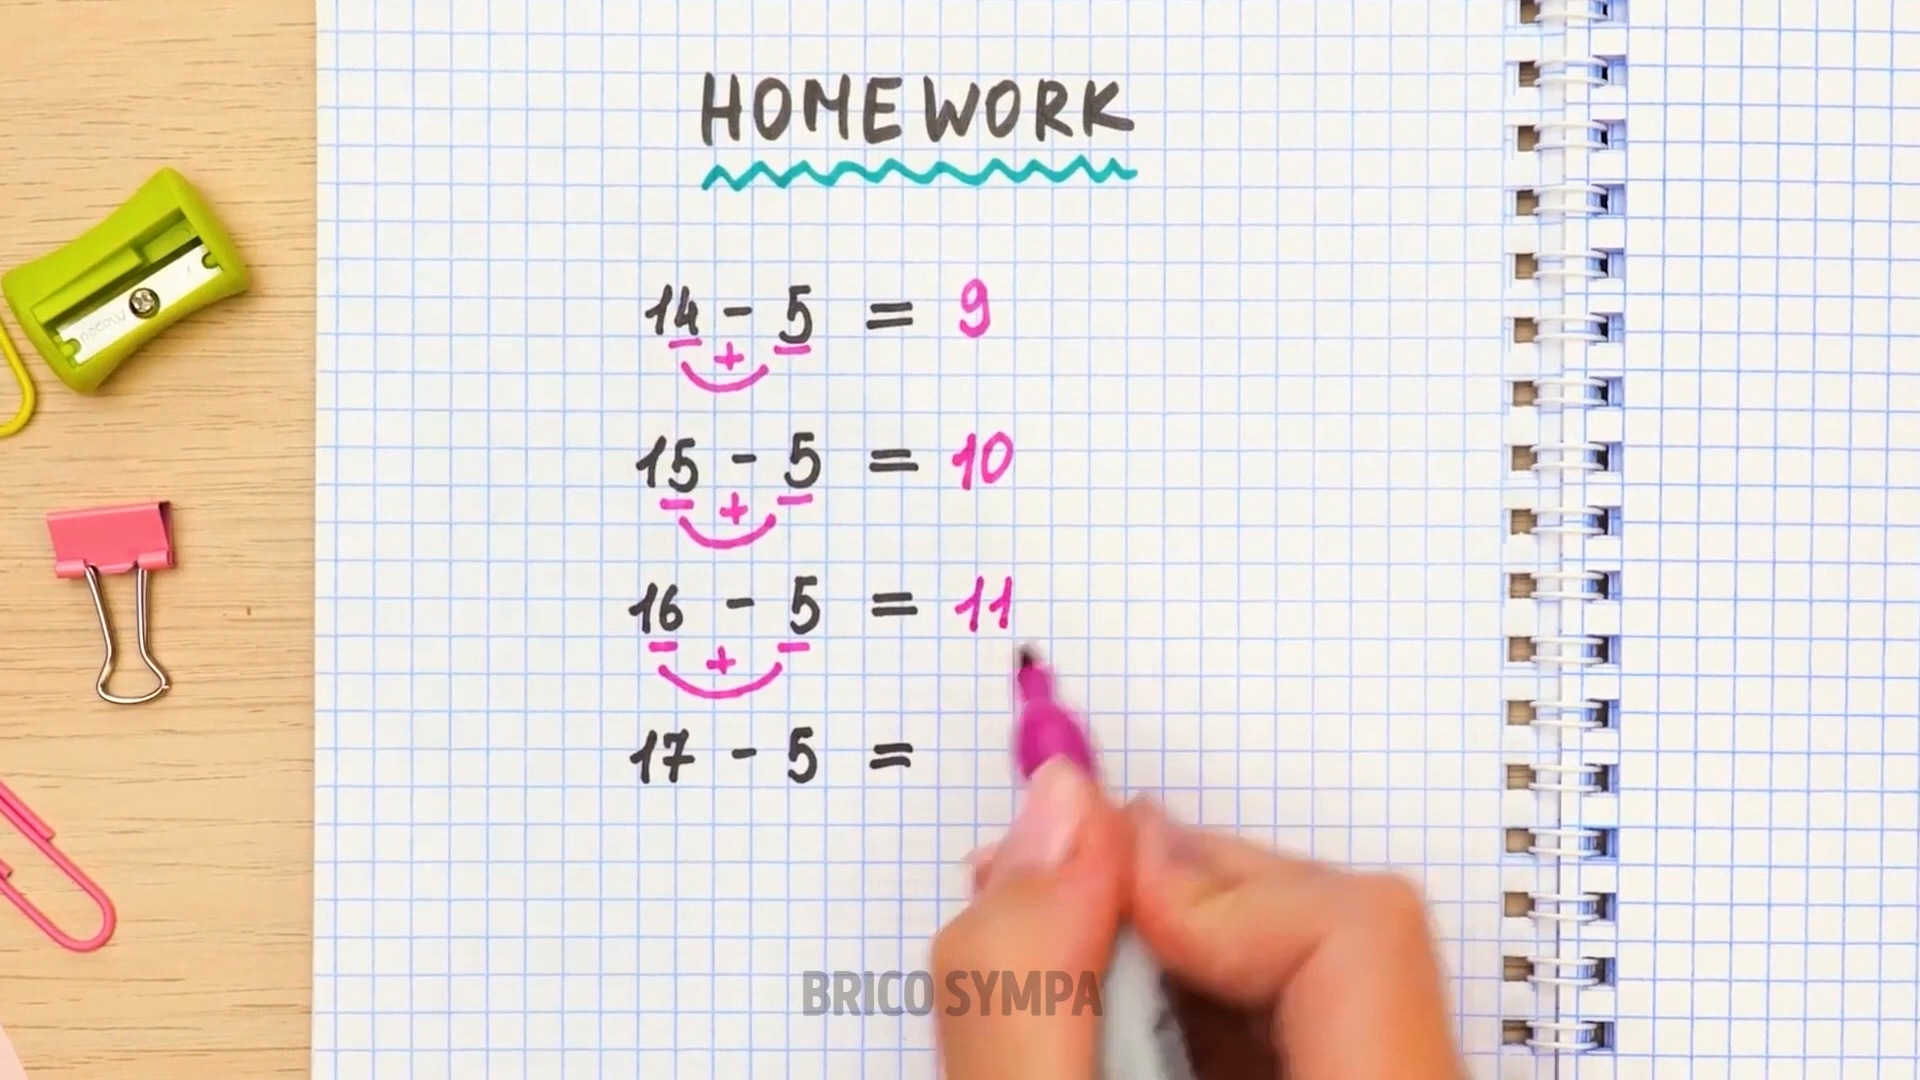 HOMEWORK
14 - 5 = 9
+
15 - 5 = 10
+
16 - 5 = 11
+
17 - 5 =
BRICO SYMPA